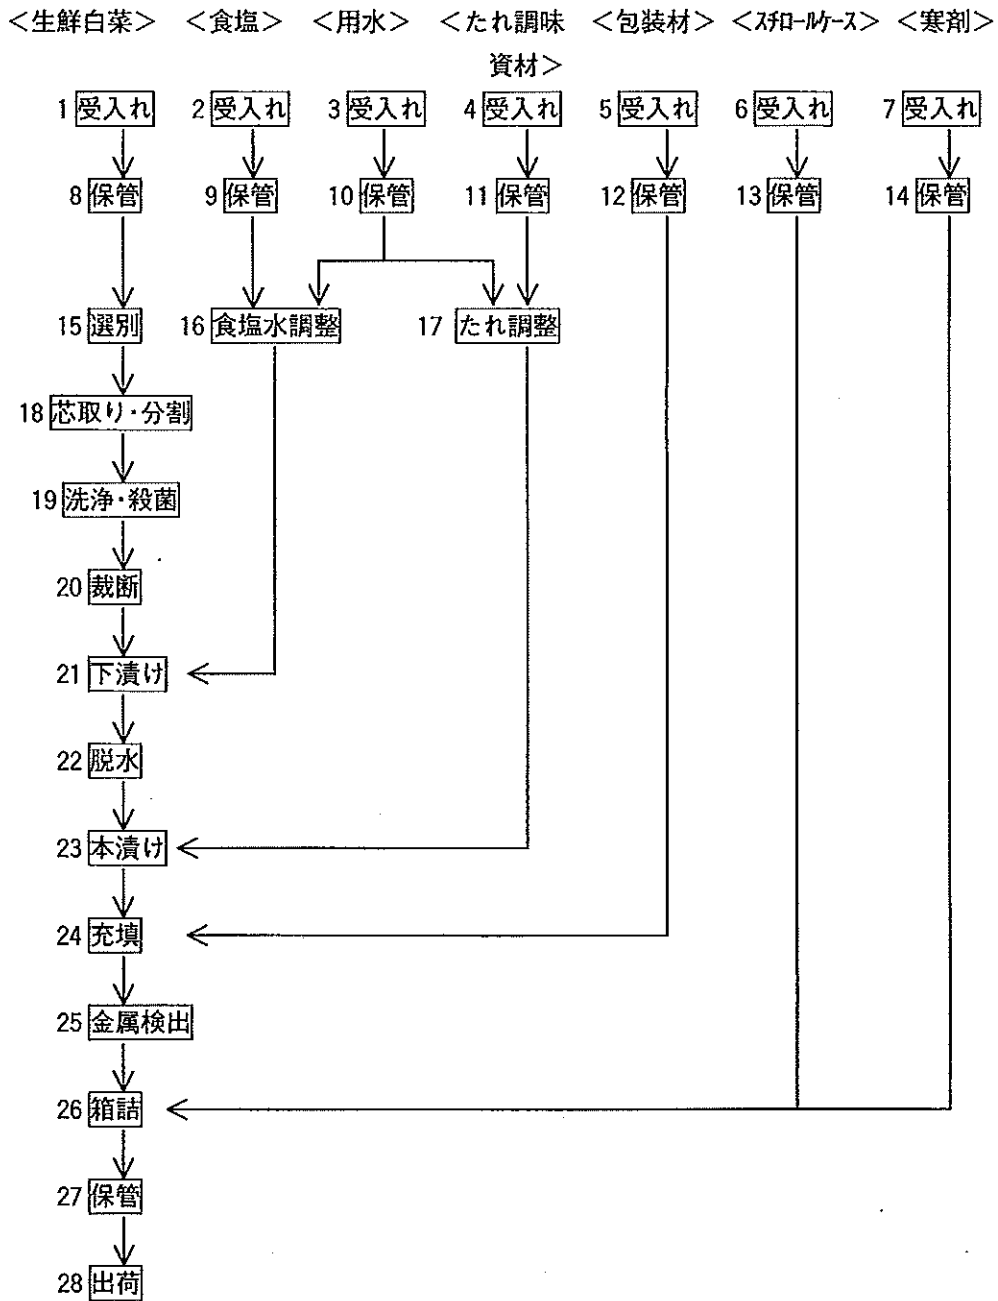 ＜生鮮白菜＞ ＜食塩＞ ＜用水＞ ＜たれ調味 ＜包装材＞ ＜ｽﾁﾛｰﾙｹｰｽ＞ ＜寒剤＞
資材＞
1 受入れ 2 受入れ 3 受入れ 4 受入れ 5 受入れ 6 受入れ 7 受入れ
8 保管 9 保管 10 保管 11 保管 12 保管 13 保管 14 保管
15 選別 16 食塩水調整 17 たれ調整
18 芯取り・分割
19 洗浄・殺菌
20 裁断
21 下漬け
22 脱水
23 本漬け
24 充填
25 金属検出
26 箱詰
27 保管
28 出荷